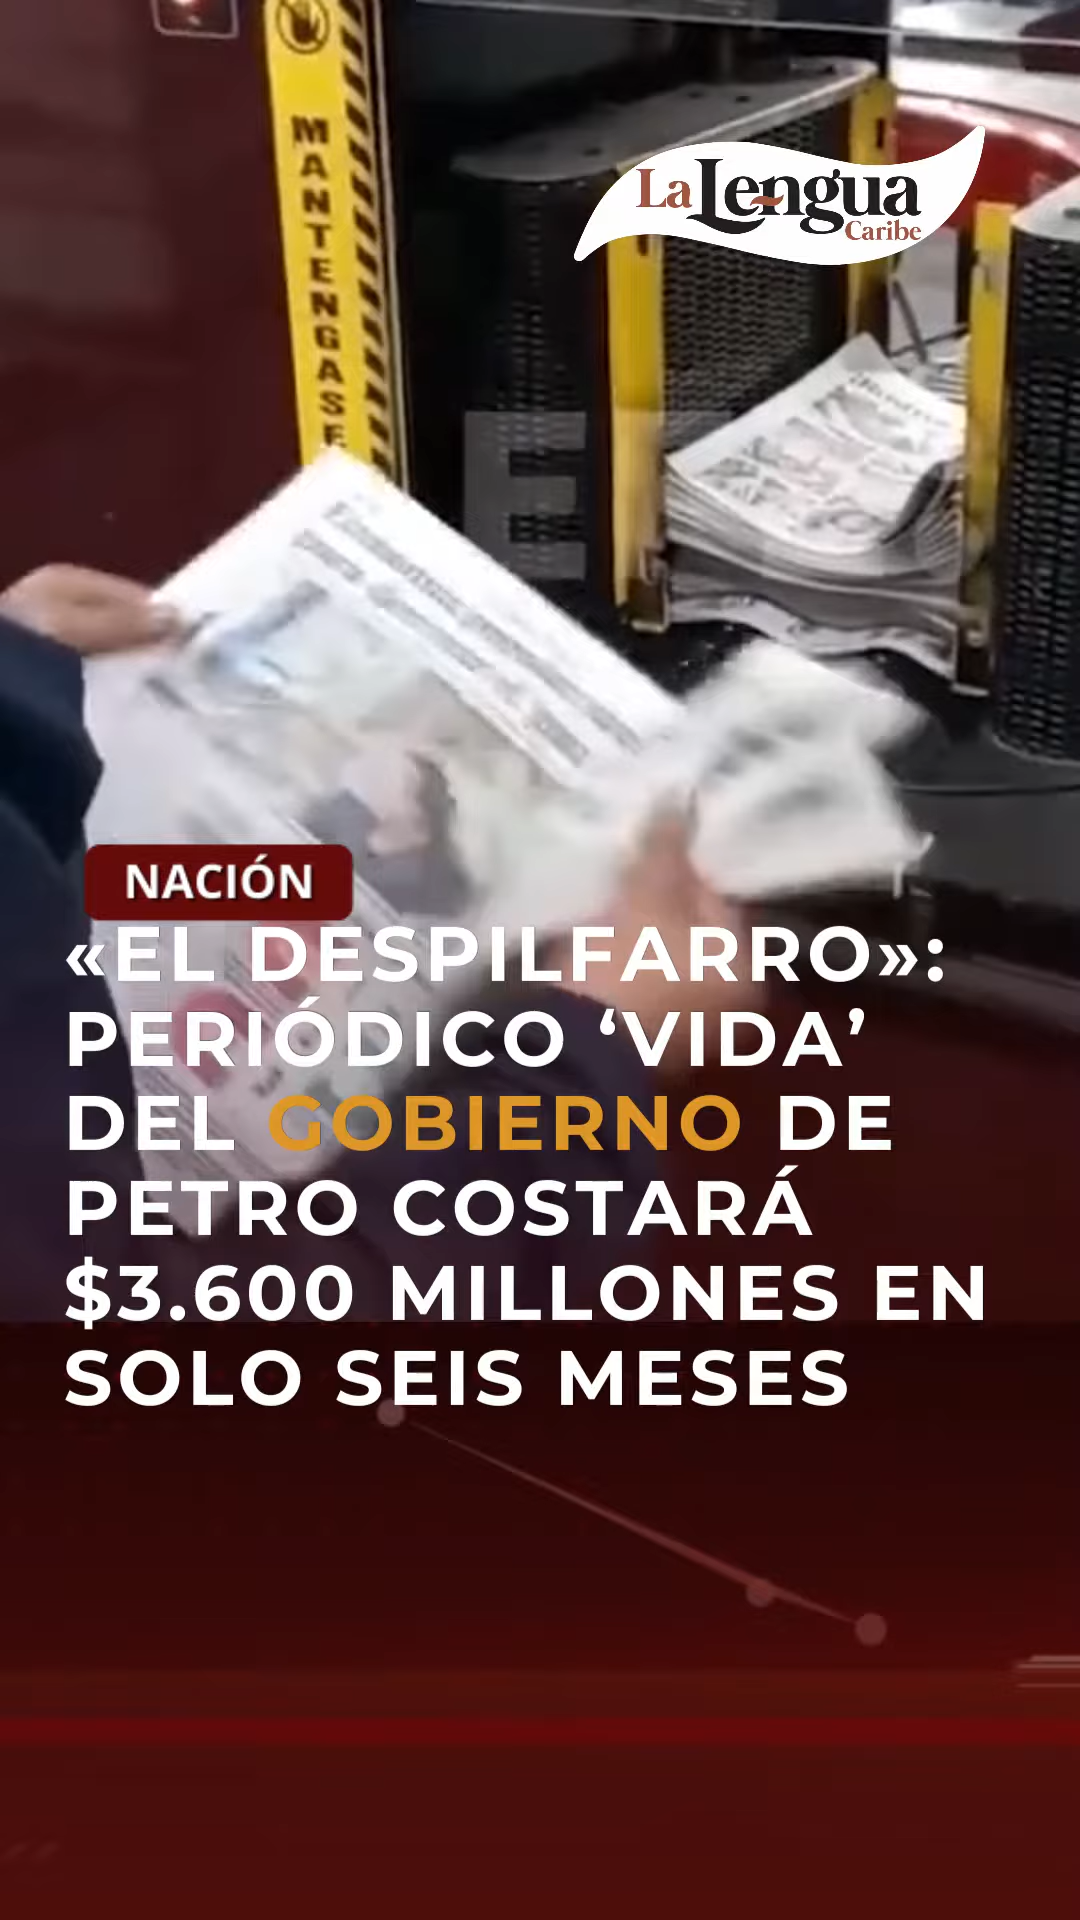 MANTENGASE
La Lengua
Caribe
NACIÓN
«EL DESPILFARRO»:
PERIÓDICO ‘VIDA’
DEL GOBIERNO DE
PETRO COSTARÁ
$3.600 MILLONES EN
SOLO SEIS MESES